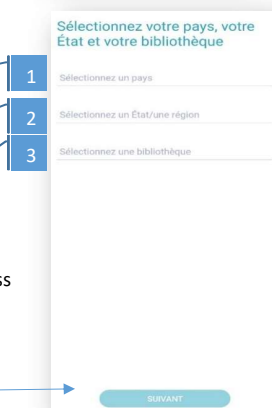 Sélectionnez votre pays, votre
État et votre bibliothèque
1
Sélectionnez un pays
2
Sélectionnez un État/une région
3
Sélectionnez une bibliothèque
ss
SUIVANT